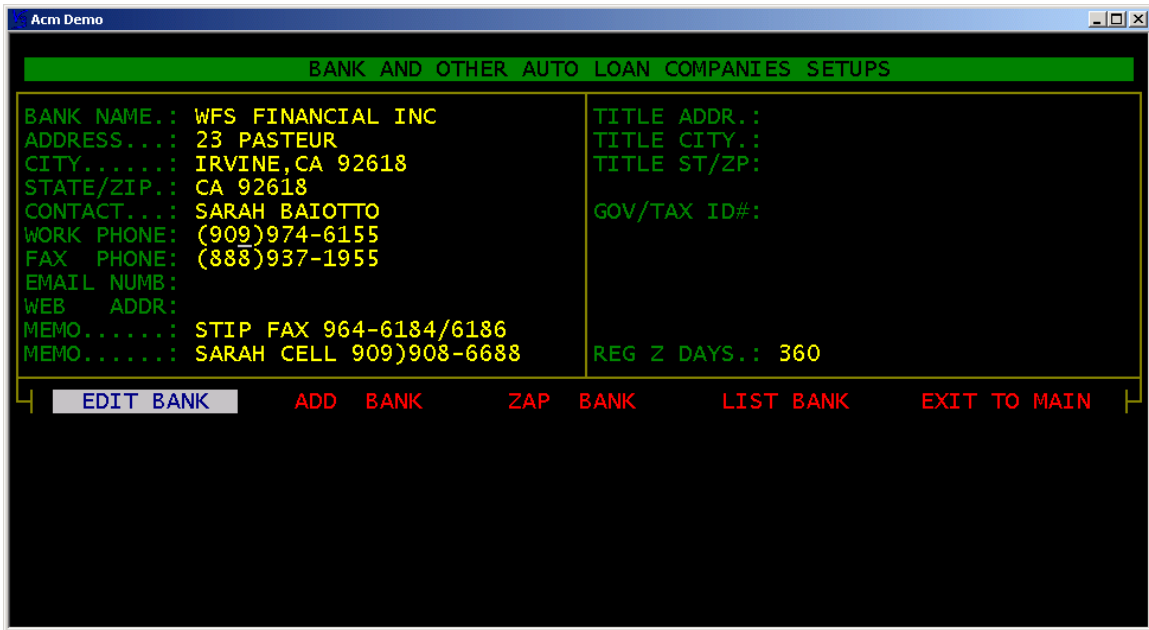 Acm Demo
BANK AND OTHER AUTO LOAN COMPANIES SETUPS
BANK NAME.: WFS FINANCIAL INC
ADDRESS...: 23 PASTEUR
CITY......: IRVINE,CA 92618
STATE/ZIP.: CA 92618
CONTACT...: SARAH BAIOTTO
WORK PHONE: (909)974-6155
FAX  PHONE: (888)937-1955
EMAIL NUMB:
WEB   ADDR:
MEMO......: STIP FAX 964-6184/6186
MEMO......: SARAH CELL 909)908-6688
TITLE ADDR.:
TITLE CITY.:
TITLE ST/ZP:
GOV/TAX ID#:
REG Z DAYS.: 360
EDIT BANK ADD  BANK ZAP  BANK LIST BANK EXIT TO MAIN